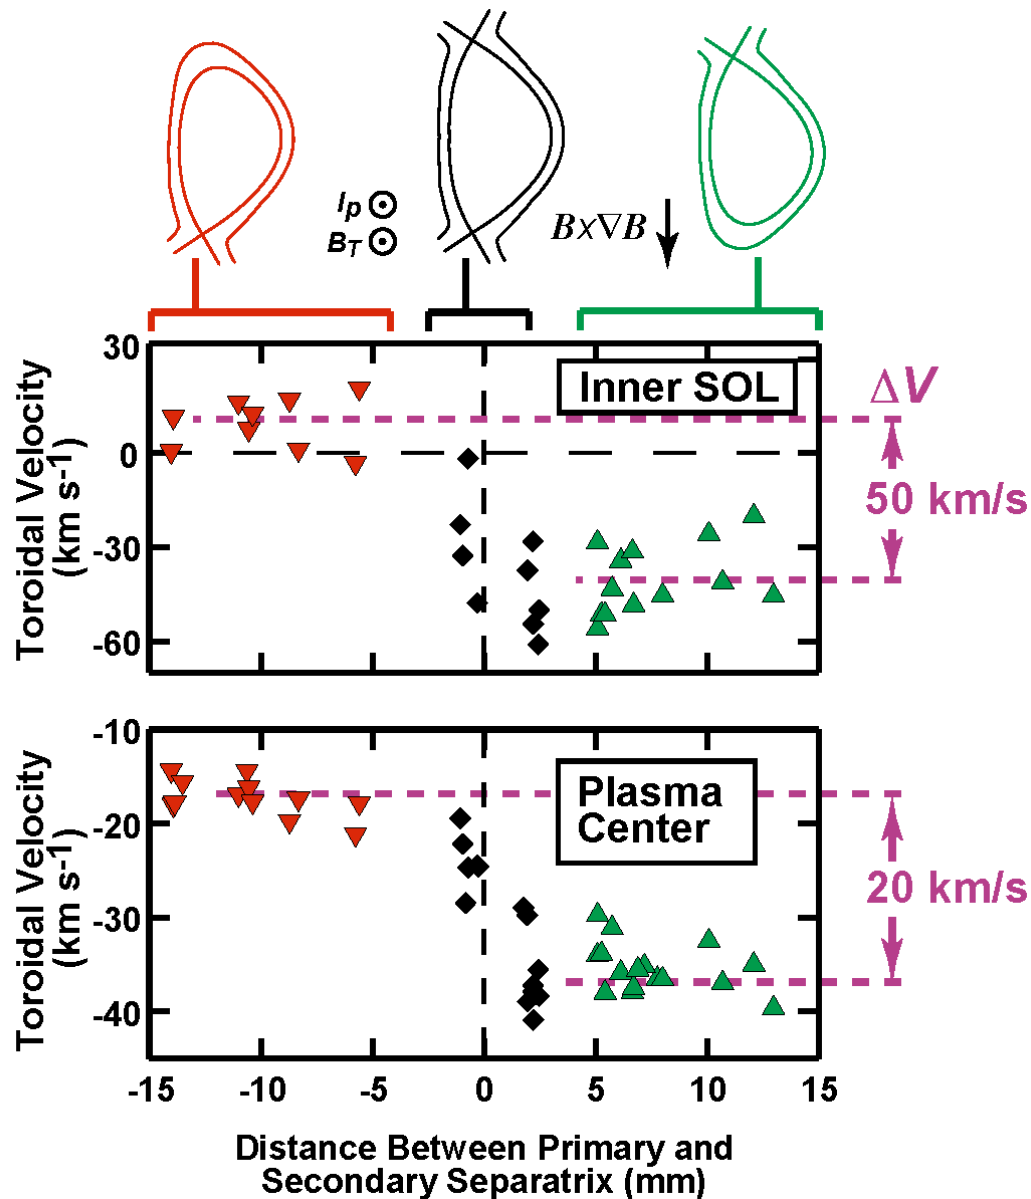 I_p ⊙
B_T ⊙
B×∇B
30
0
-30
-60
Toroidal Velocity
(km s⁻¹)
Inner SOL
ΔV
50 km/s
-10
-20
-30
-40
Toroidal Velocity
(km s⁻¹)
Plasma
Center
20 km/s
-15 -10 -5 0 5 10 15
Distance Between Primary and
Secondary Separatrix (mm)